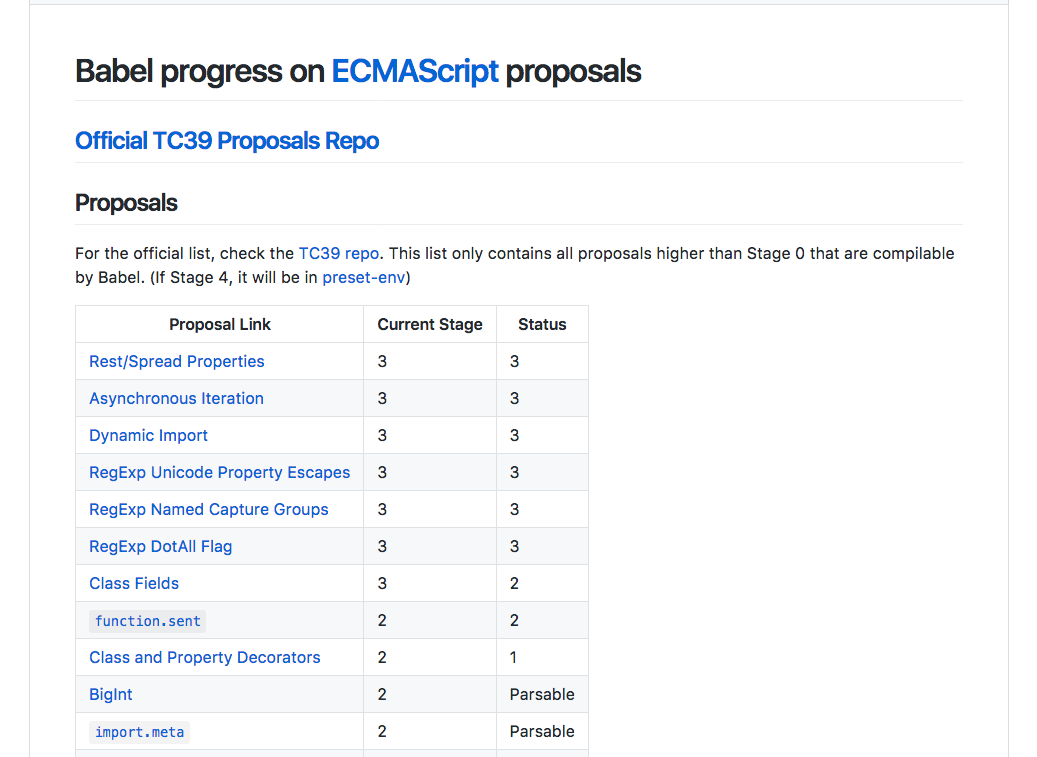 Babel progress on ECMAScript proposals
Official TC39 Proposals Repo
Proposals
For the official list, check the TC39 repo. This list only contains all proposals higher than Stage 0 that are compilable
by Babel. (If Stage 4, it will be in preset-env)
Proposal Link Current Stage Status
Rest/Spread Properties 3 3
Asynchronous Iteration 3 3
Dynamic Import 3 3
RegExp Unicode Property Escapes 3 3
RegExp Named Capture Groups 3 3
RegExp DotAll Flag 3 3
Class Fields 3 2
function.sent 2 2
Class and Property Decorators 2 1
BigInt 2 Parsable
import.meta 2 Parsable